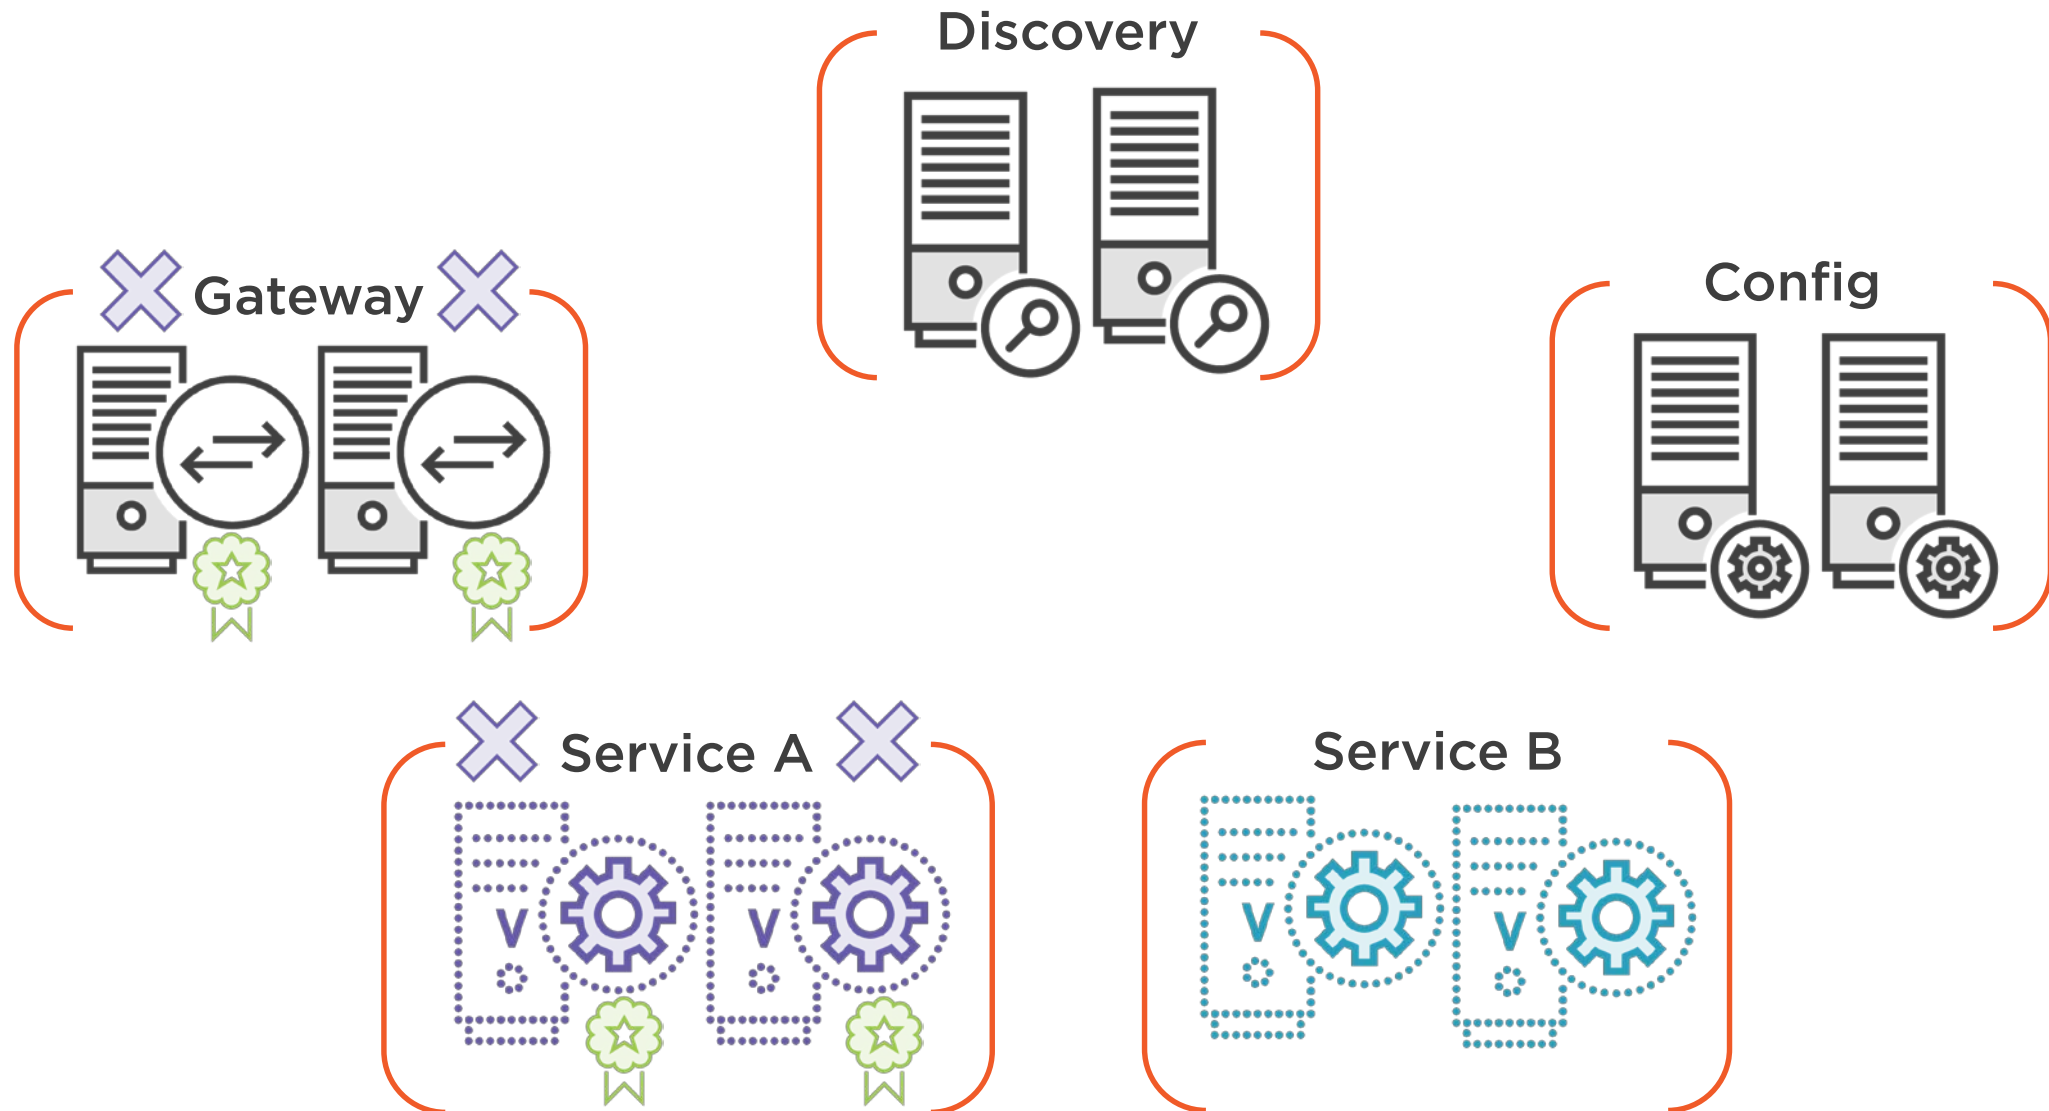 Discovery
Gateway
Config
Service A
Service B
V
V
V
V